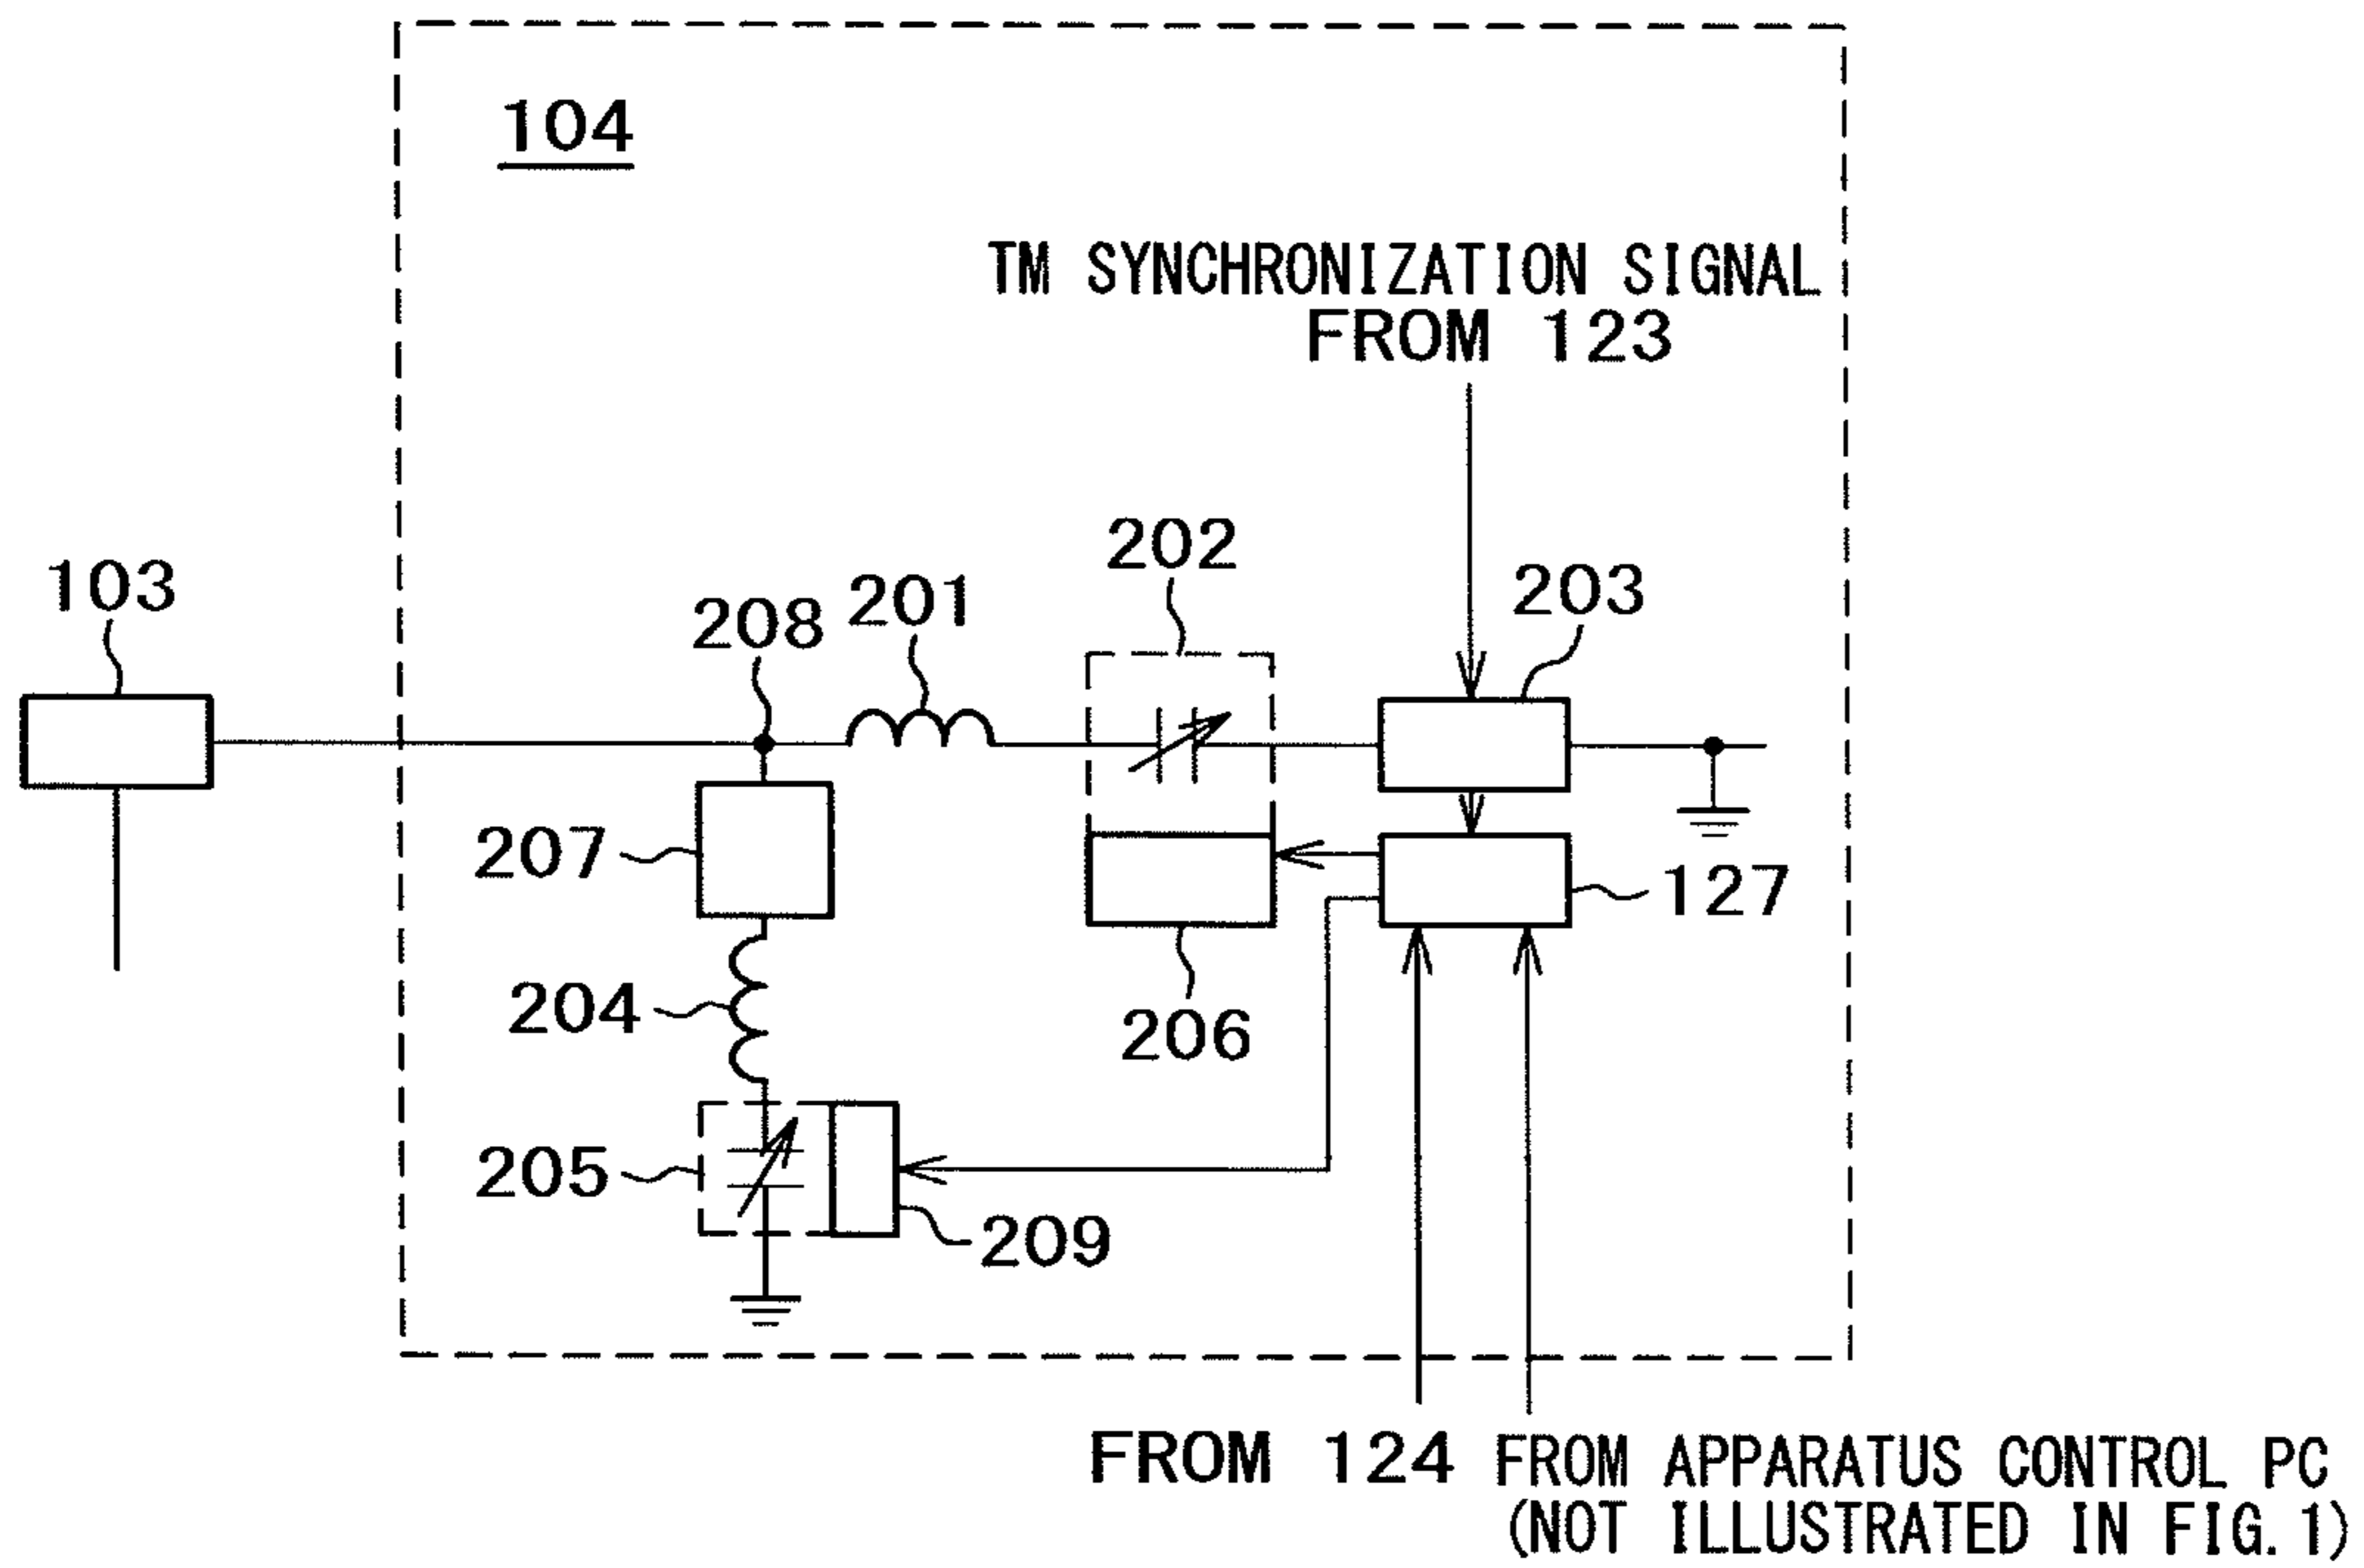 104
TM SYNCHRONIZATION SIGNAL
FROM 123
202
103
208
201
203
207
127
204
206
205
209
FROM 124
FROM APPARATUS CONTROL PC
(NOT ILLUSTRATED IN FIG.1)